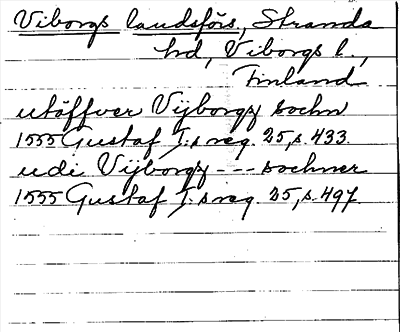 Viborgs landsförs., Stranda
hd, Viborgs l.,
Finland
utöffver Vijborgz sochn
1555 Gustaf I:s reg. 25, s. 433.
udi Vijborgz --- sochner
1555 Gustaf I:s reg. 25, s. 497